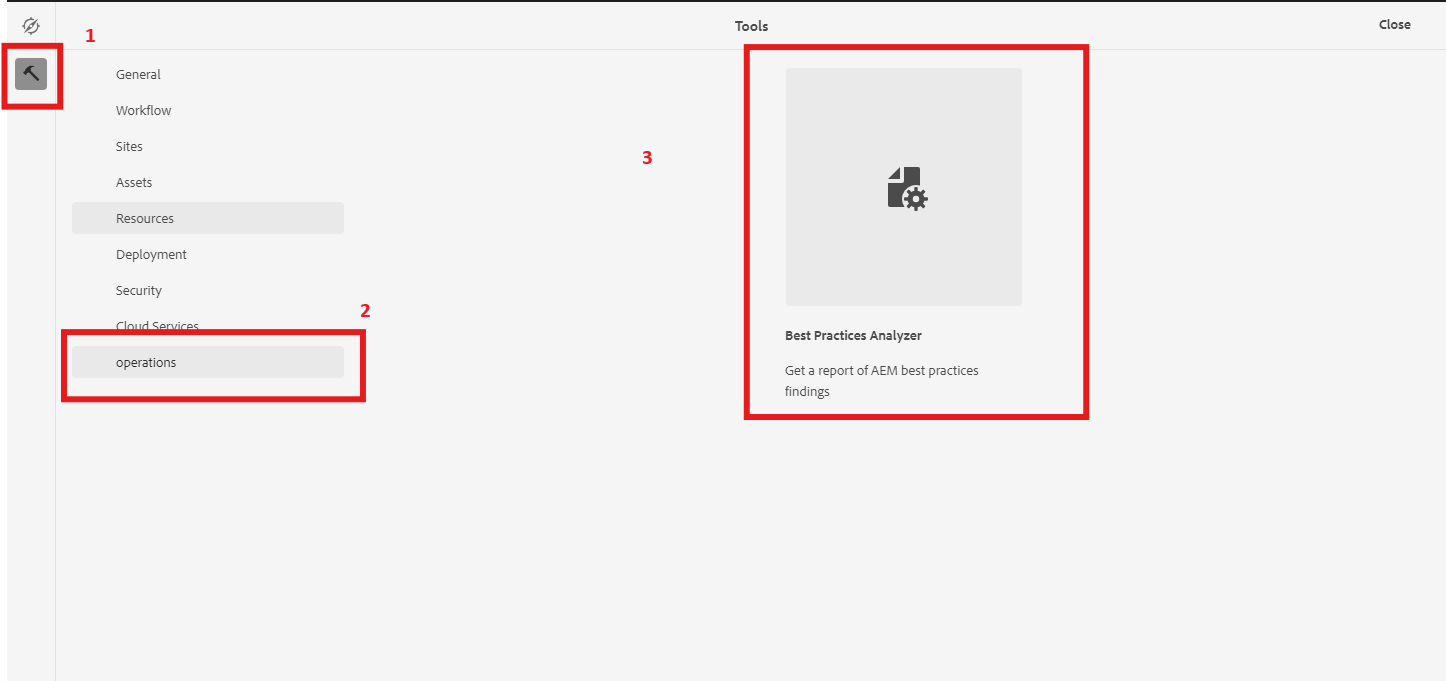 Tools
Close
1
General
Workflow
Sites
Assets
Resources
Deployment
Security
Cloud Services
2
operations
3
Best Practices Analyzer
Get a report of AEM best practices
findings